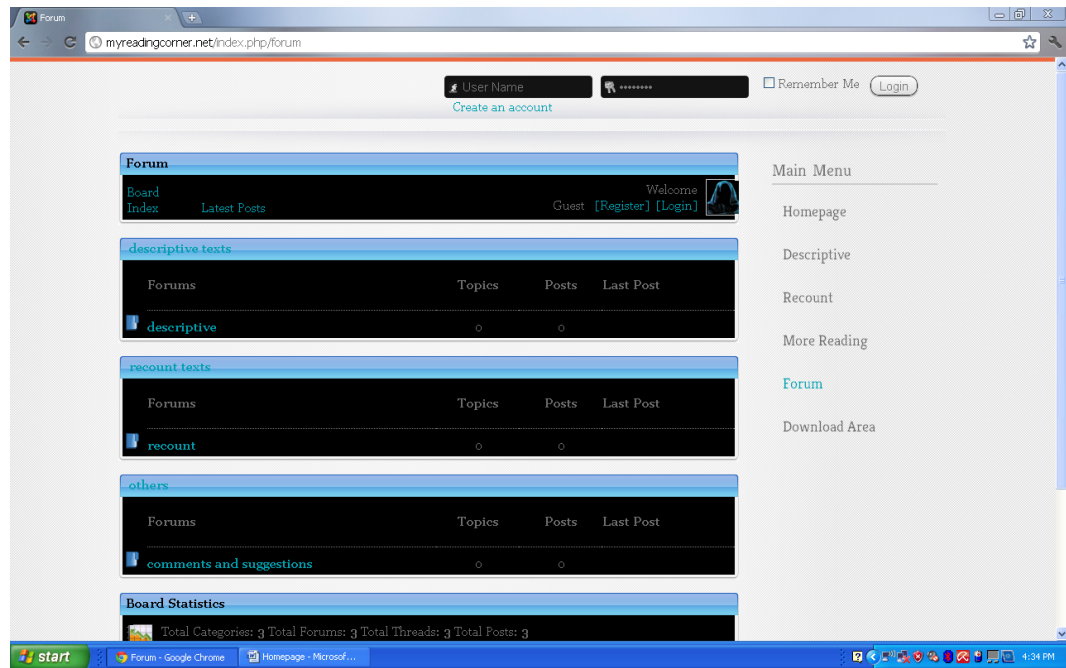 Forum
myreadingcorner.net/index.php/forum
User Name
Remember Me
Login
Create an account
Forum
Board
Index
Latest Posts
Welcome
Guest [Register] [Login]
Main Menu
Homepage
Descriptive
Recount
More Reading
Forum
Download Area
descriptive texts
Forums Topics Posts Last Post
descriptive 0 0
recount texts
Forums Topics Posts Last Post
recount 0 0
others
Forums Topics Posts Last Post
comments and suggestions 0 0
Board Statistics
Total Categories: 3 Total Forums: 3 Total Threads: 3 Total Posts: 3
start
Forum - Google Chrome
Homepage - Microsof...
4:34 PM